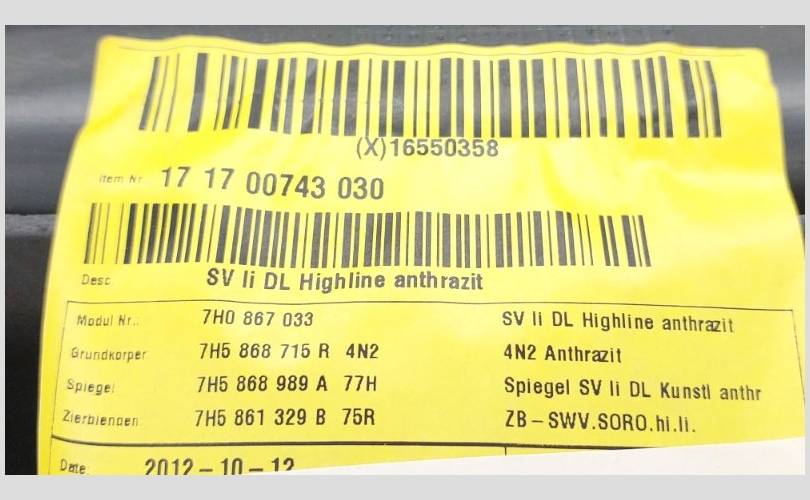 (X)16550358
Item Nr 17 17 00743 030
Desc. SV li DL Highline anthrazit
Modul Nr.: 7H0 867 033 SV li DL Highline anthrazit
Grundkorper 7H5 868 715 R 4N2 4N2 Anthrazit
Spiegel 7H5 868 989 A 77H Spiegel SV li DL Kunstl anthr
Zierblenden 7H5 861 329 B 75R ZB-SWV.SORO.hi.li.
Date: 2012-10-12